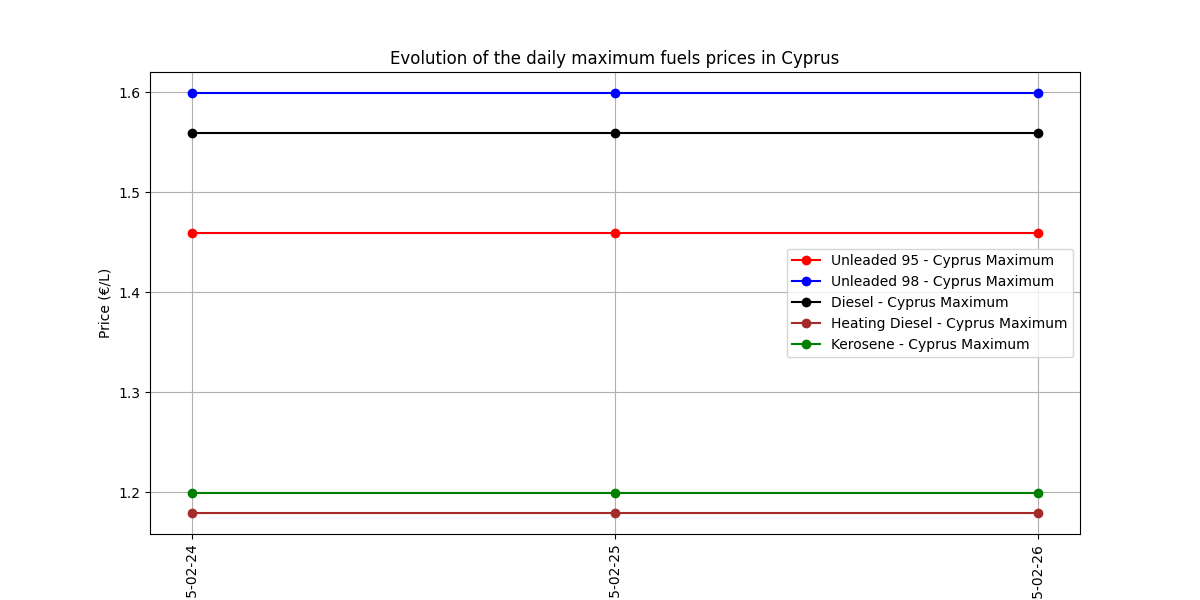 Evolution of the daily maximum fuels prices in Cyprus
Price (€/L)
1.6
1.5
1.4
1.3
1.2
Unleaded 95 - Cyprus Maximum
Unleaded 98 - Cyprus Maximum
Diesel - Cyprus Maximum
Heating Diesel - Cyprus Maximum
Kerosene - Cyprus Maximum
5-02-24
5-02-25
5-02-26